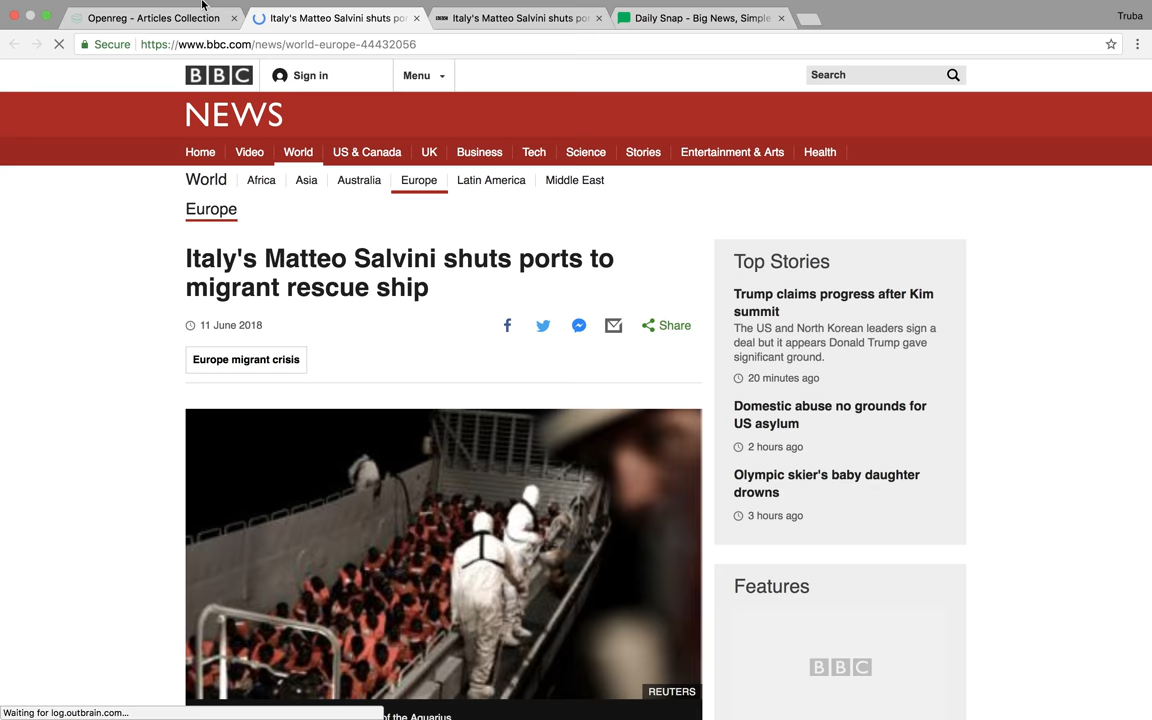 Openreg - Articles Collection
Italy's Matteo Salvini shuts por
Italy's Matteo Salvini shuts por
Daily Snap - Big News, Simple
Truba
Secure
https://www.bbc.com/news/world-europe-44432056
BBC
Sign in
Menu
Search
NEWS
Home
Video
World
US & Canada
UK
Business
Tech
Science
Stories
Entertainment & Arts
Health
World
Africa
Asia
Australia
Europe
Latin America
Middle East
Europe
Italy's Matteo Salvini shuts ports to
migrant rescue ship
11 June 2018
Share
Europe migrant crisis
REUTERS
of the Aquarius
Top Stories
Trump claims progress after Kim
summit
The US and North Korean leaders sign a
deal but it appears Donald Trump gave
significant ground.
20 minutes ago
Domestic abuse no grounds for
US asylum
2 hours ago
Olympic skier's baby daughter
drowns
3 hours ago
Features
BBC
Waiting for log.outbrain.com...